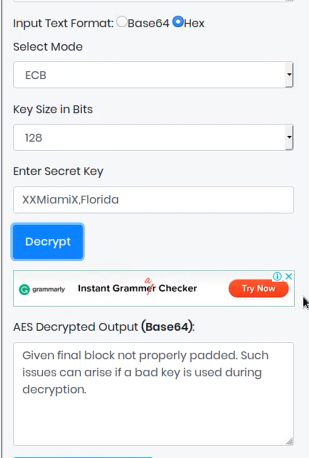 Input Text Format: Base64 Hex
Select Mode
ECB
Key Size in Bits
128
Enter Secret Key
XXMiamiX,Florida
Decrypt
grammarly Instant Grammer Checker Try Now
a
AES Decrypted Output (Base64):
Given final block not properly padded. Such
issues can arise if a bad key is used during
decryption.